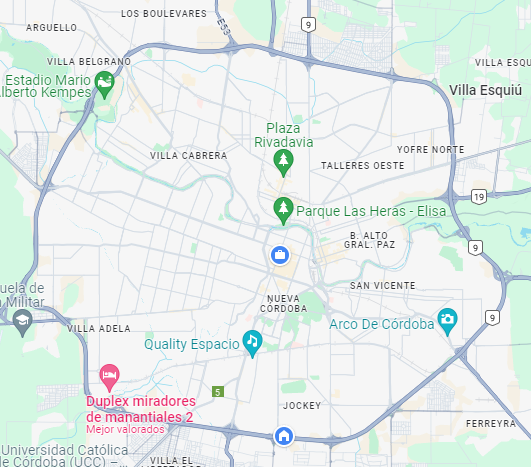 LOS BOULEVARES
ARGUELLO
E53
9
VILLA BELGRANO
VILLA ESQU
Estadio Mario
Alberto Kempes
Villa Esquiú
Plaza
Rivadavia
VILLA CABRERA
YOFRE NORTE
TALLERES OESTE
19
Parque Las Heras - Elisa
B. ALTO
GRAL. PAZ
9
uela de
Militar
SAN VICENTE
NUEVA
CÓRDOBA
9
VILLA ADELA
Arco De Córdoba
Quality Espacio
Duplex miradores
de manantiales 2
Mejor valorados
5
JOCKEY
FERREYRA
Universidad Católica
de Córdoba (UCC) –...
VILLA EL